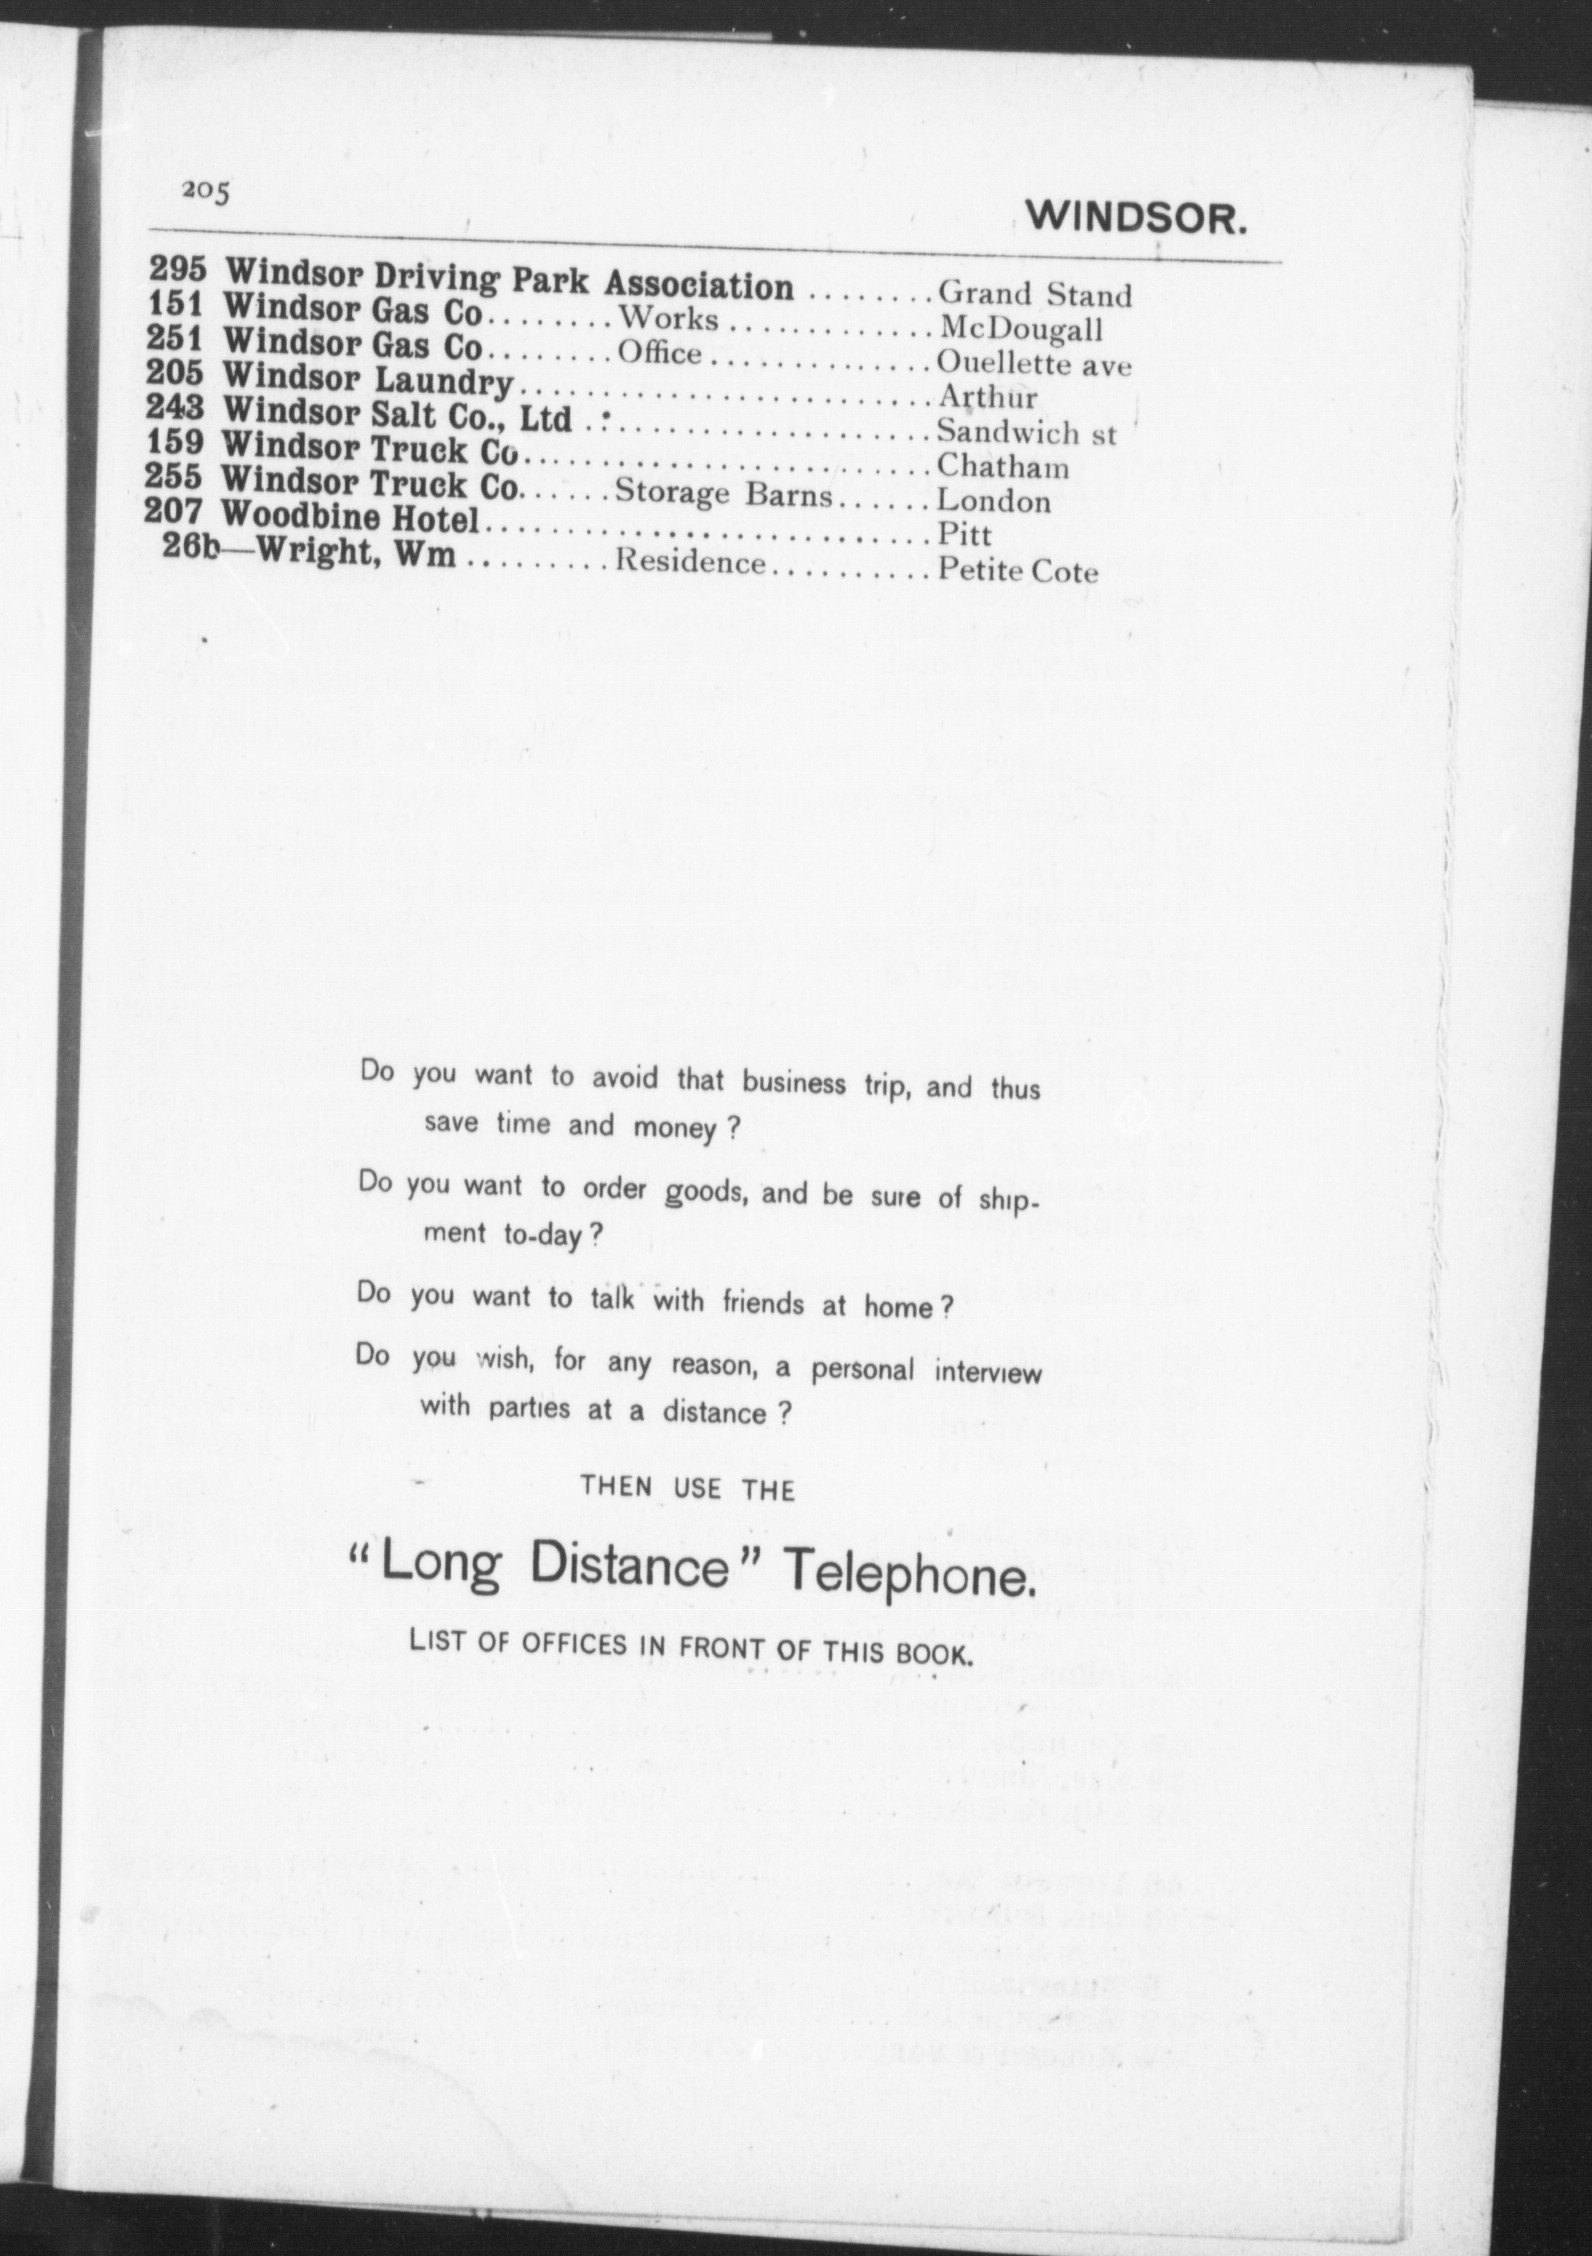 205
WINDSOR.
295 Windsor Driving Park Association ........Grand Stand
151 Windsor Gas Co........Works .............McDougall
251 Windsor Gas Co........Office..............Ouellette ave
205 Windsor Laundry..........................Arthur
243 Windsor Salt Co., Ltd .:....................Sandwich st
159 Windsor Truck Co..........................Chatham
255 Windsor Truck Co......Storage Barns......London
207 Woodbine Hotel............................Pitt
26b—Wright, Wm .........Residence..........Petite Cote
Do you want to avoid that business trip, and thus
save time and money ?
Do you want to order goods, and be sure of ship-
ment to-day ?
Do you want to talk with friends at home ?
Do you wish, for any reason, a personal interview
with parties at a distance ?
THEN USE THE
“Long Distance” Telephone.
LIST OF OFFICES IN FRONT OF THIS BOOK.